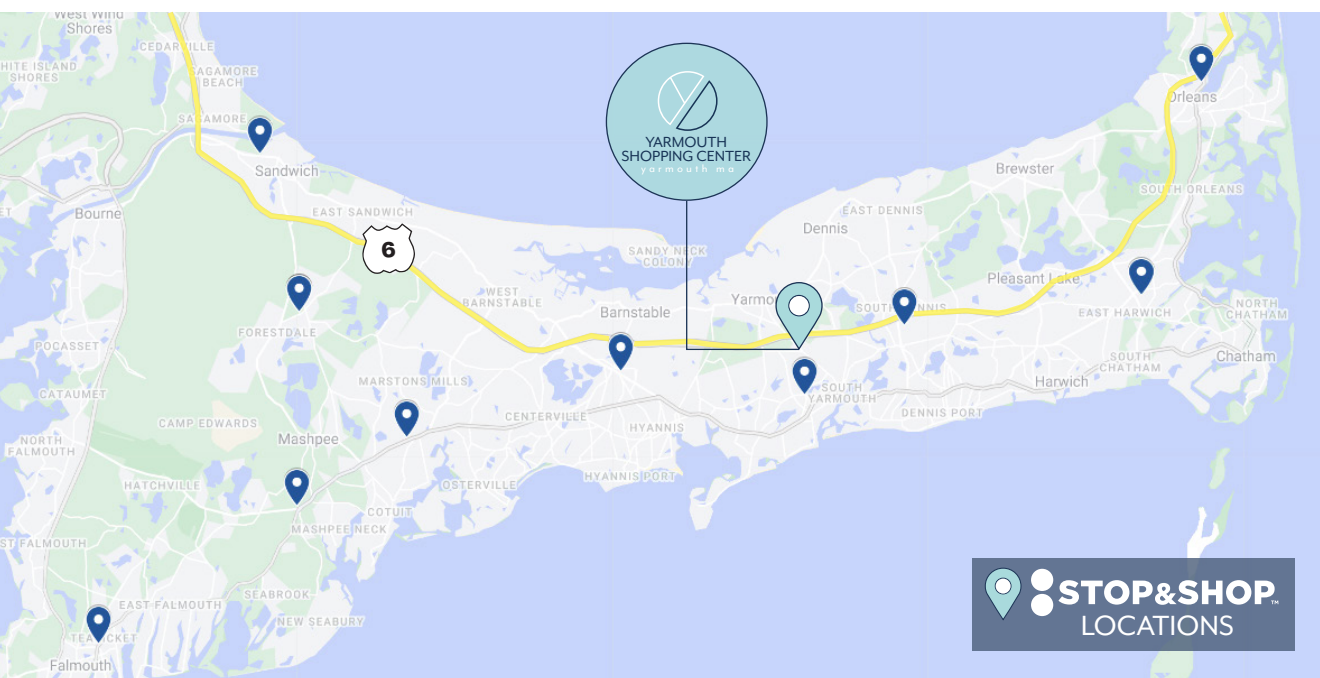 West Wind
Shores
CEDARVILLE
SAGAMORE
BEACH
HITE ISLAND
SHORES
SAGAMORE
Sandwich
Bourne
EAST SANDWICH
6
WEST
BARNSTABLE
SANDY NECK
COLONY
YARMOUTH
SHOPPING CENTER
yarmouth ma
Orleans
Brewster
SOUTH ORLEANS
EAST DENNIS
Dennis
Pleasant Lake
Barnstable
Yarmo
SOUTH DENNIS
EAST HARWICH
NORTH
CHATHAM
FORESTDALE
POCASSET
SOUTH
CHATHAM
Chatham
MARSTONS MILLS
SOUTH
YARMOUTH
Harwich
CATAUMET
CAMP EDWARDS
CENTERVILLE
DENNIS PORT
HYANNIS
NORTH
FALMOUTH
Mashpee
HATCHVILLE
OSTERVILLE
HYANNIS PORT
COTUIT
MASHPEE NECK
ST FALMOUTH
SEABROOK
EAST FALMOUTH
NEW SEABURY
TEATICKET
Falmouth
STOP&SHOP™
LOCATIONS